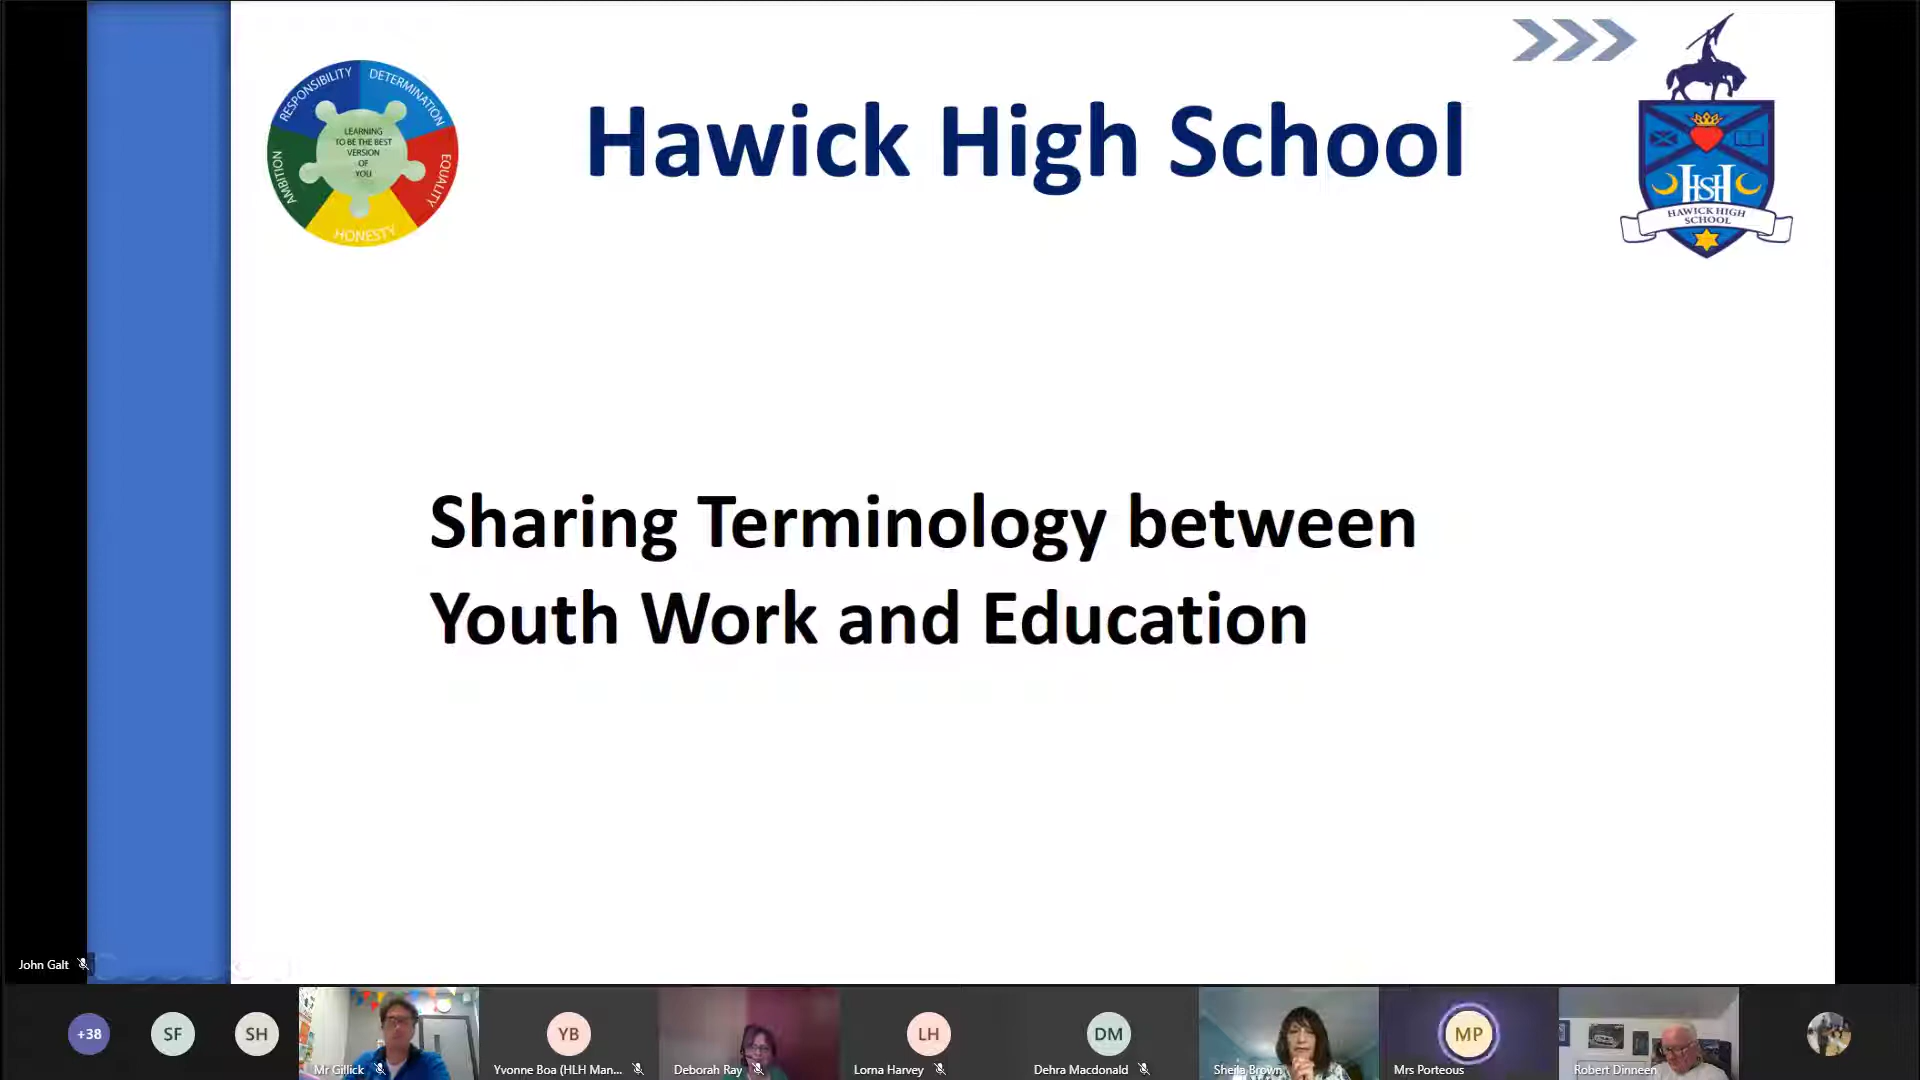 RESPONSIBILITY
DETERMINATION
EQUALITY
HONESTY
AMBITION
LEARNING
TO BE THE BEST
VERSION
OF
YOU
Hawick High School
HSH
HAWICK HIGH
SCHOOL
Sharing Terminology between
Youth Work and Education
John Galt
+38
SF
SH
Mr Gillick
YB
Yvonne Boa (HLH Man...
Deborah Ray
LH
Lorna Harvey
DM
Dehra Macdonald
Sheila Brown
MP
Mrs Porteous
Robert Dinneen